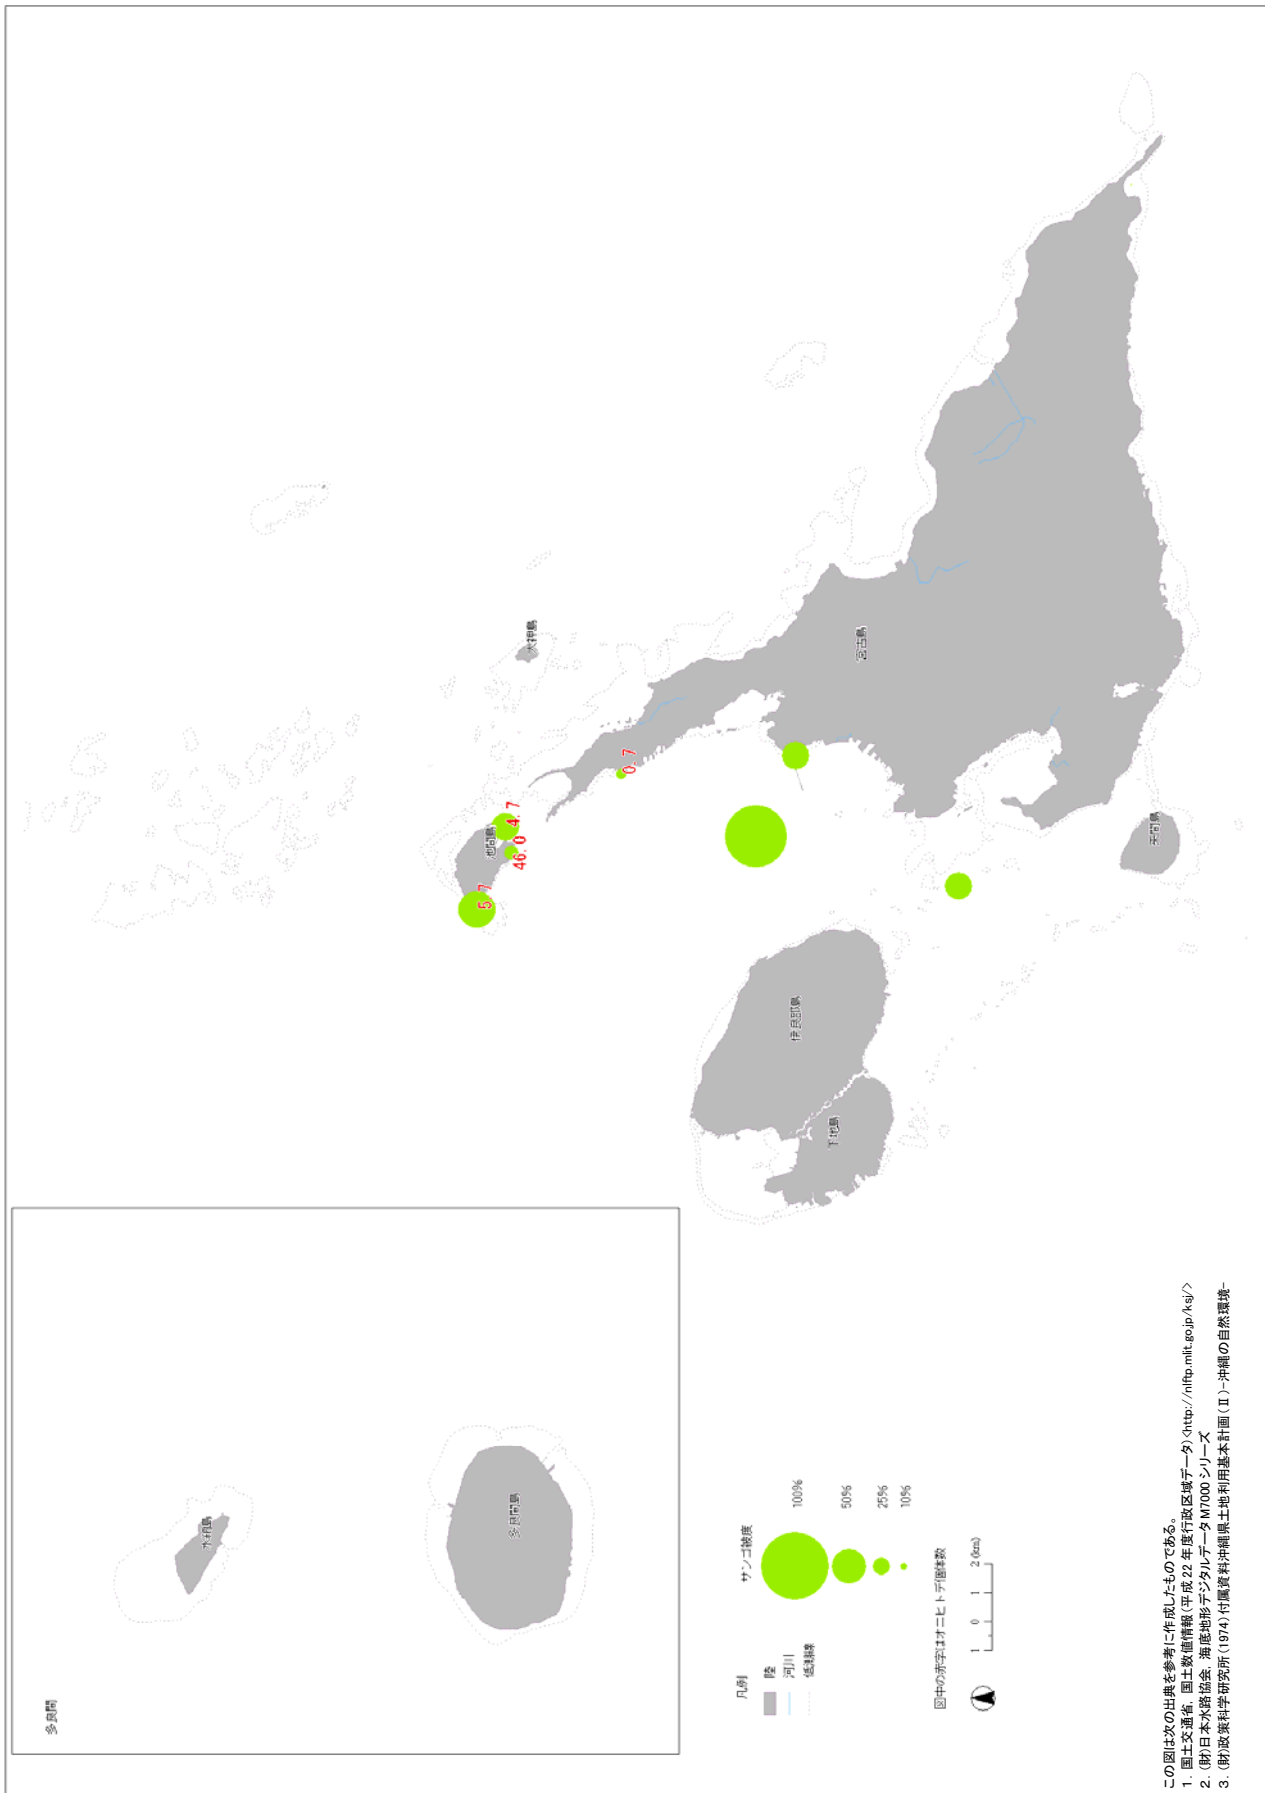 多良間
水納島
多良間島
池間島
大神島
宮古島
伊良部島
下地島
来間島
5. 7
46. 0
4. 7
0. 7
凡例
陸
河川
低潮線
サンゴ被度
100%
50%
25%
10%
図中の赤字はオニヒトデ個体数
1 0 1 2 (km)
この図は次の出典を参考に作成したものである。
1. 国土交通省, 国土数値情報(平成 22 年度行政区域データ)<http://nlftp.mlit.go.jp/ksj/>
2. (財)日本水路協会, 海底地形デジタルデータ M7000 シリーズ
3. (財)政策科学研究所(1974)付属資料沖縄県土地利用基本計画(Ⅱ)-沖縄の自然環境-